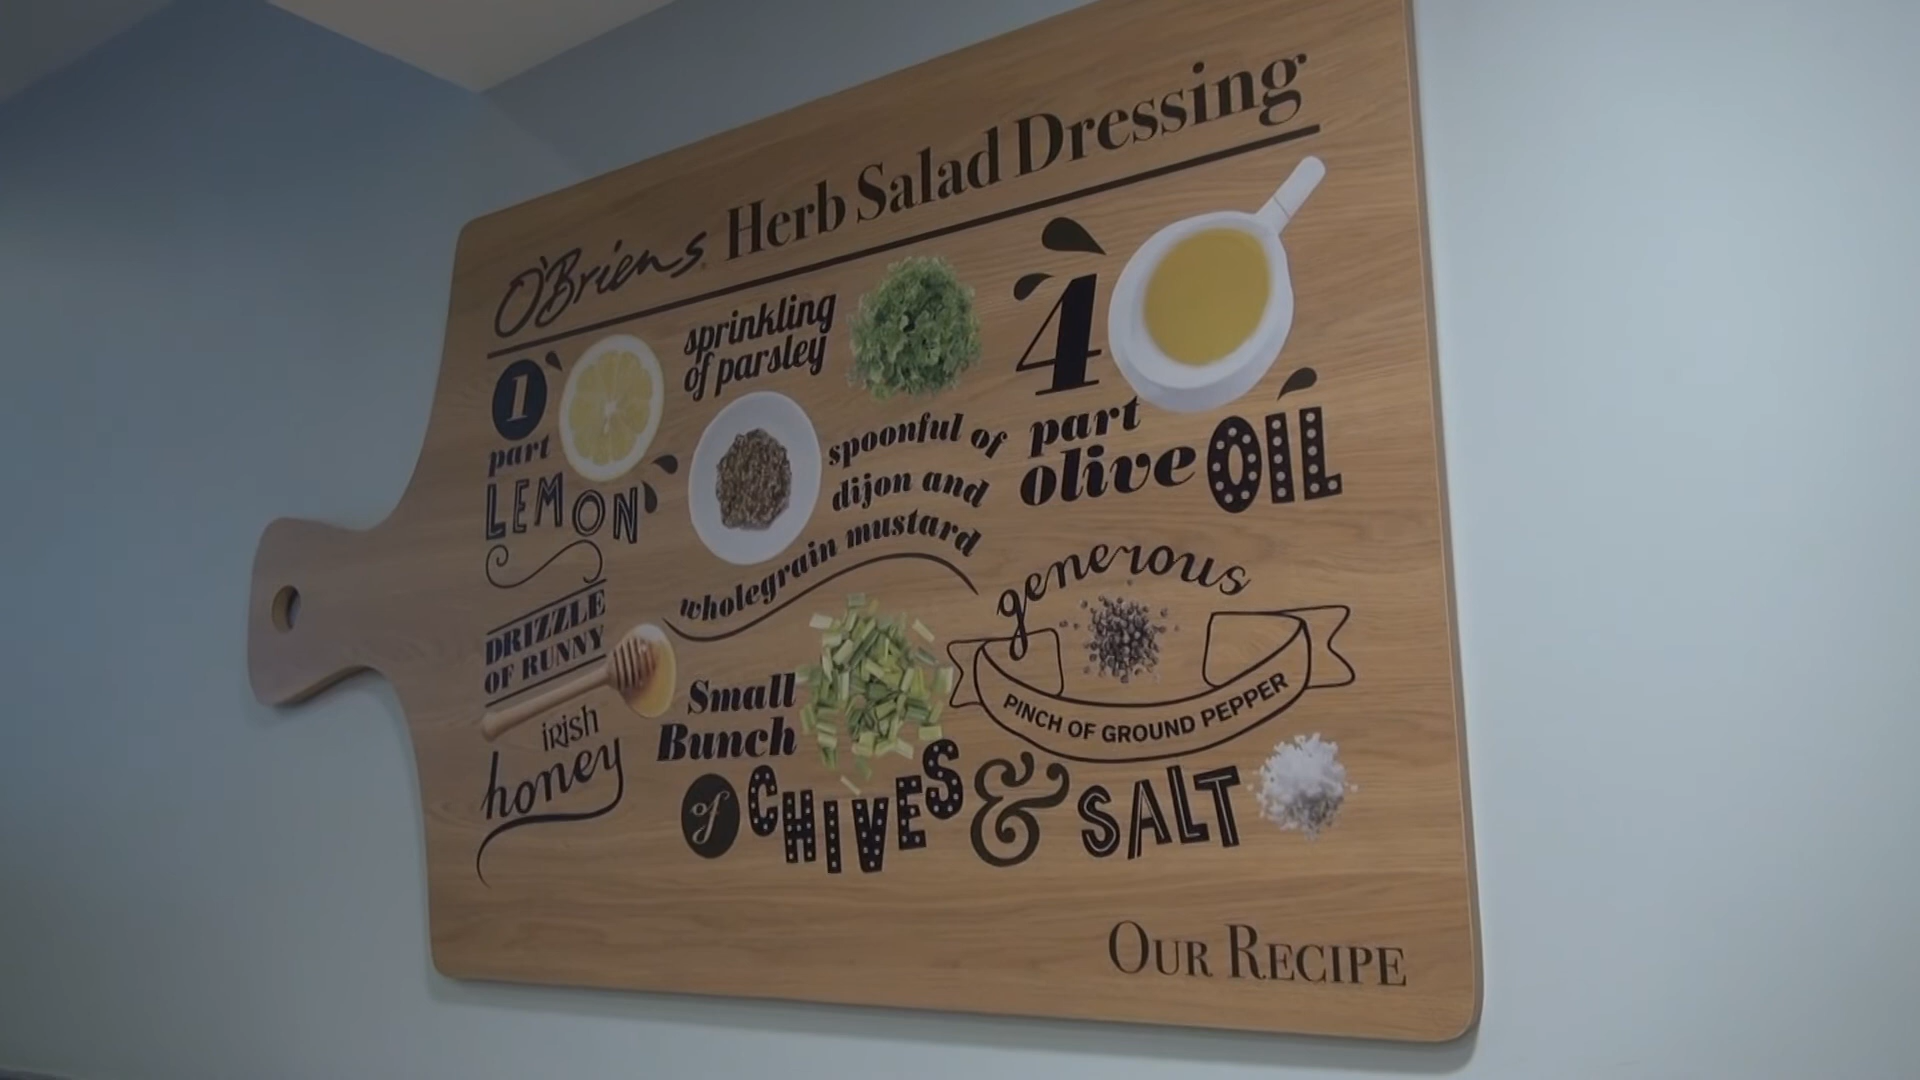 O'Briens Herb Salad Dressing
1
part
LEMON
sprinkling
of parsley
4
part
olive OIL
spoonful of
dijon and
wholegrain mustard
DRIZZLE
OF RUNNY
iRiSh
honey
Small
Bunch
of CHIVES & SALT
generous
PINCH OF GROUND PEPPER
OUR RECIPE